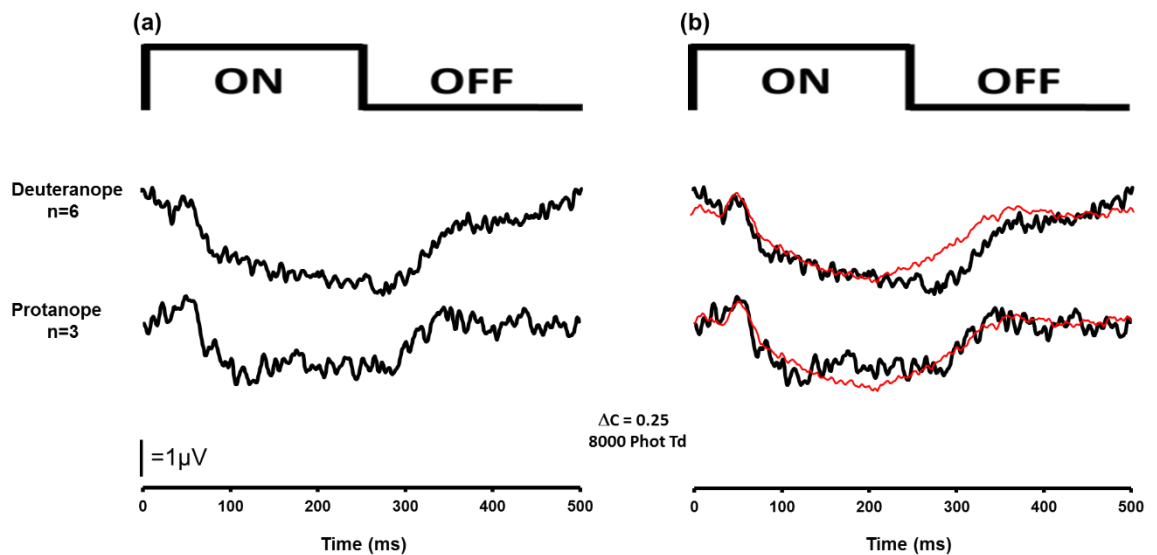 (a)
ON OFF
(b)
ON OFF
Deuteranope
n=6
Protanope
n=3
ΔC = 0.25
8000 Phot Td
=1µV
0 100 200 300 400 500
Time (ms)
0 100 200 300 400 500
Time (ms)